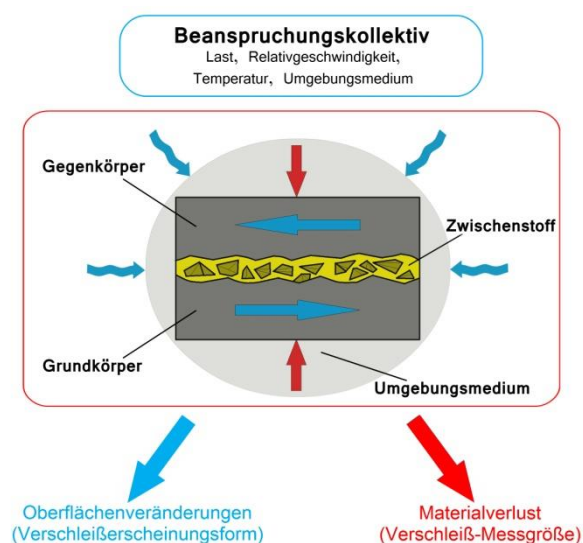 Beanspruchungskollektiv
Last, Relativgeschwindigkeit,
Temperatur, Umgebungsmedium
Gegenkörper
Zwischenstoff
Grundkörper
Umgebungsmedium
Oberflächenveränderungen
(Verschleißerscheinungsform)
Materialverlust
(Verschleiß-Messgröße)